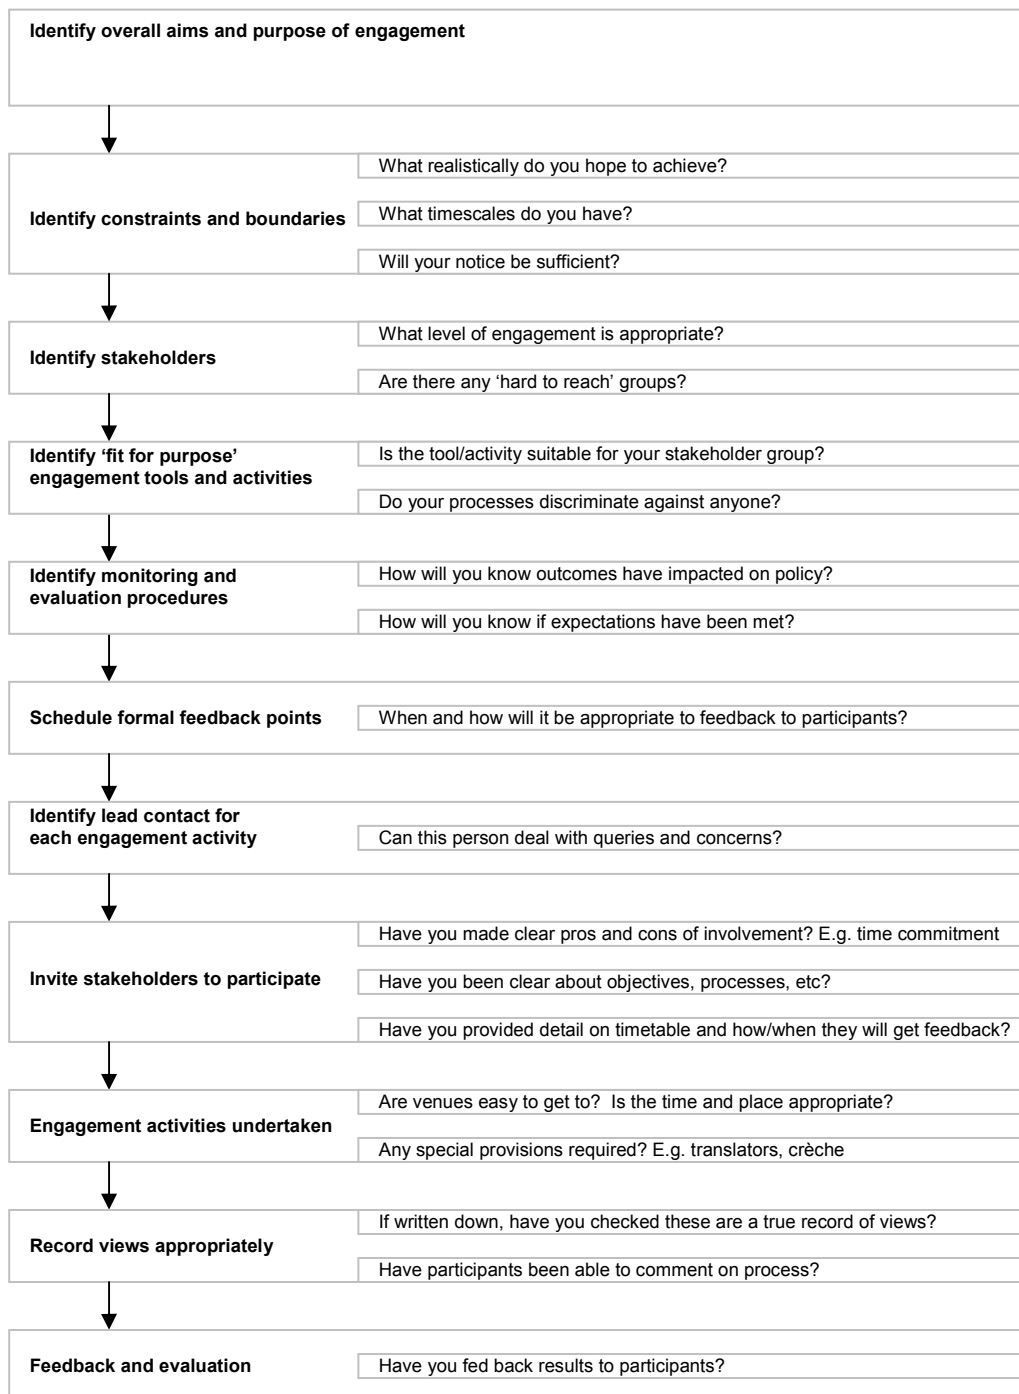 Identify overall aims and purpose of engagement
What realistically do you hope to achieve?
Identify constraints and boundaries
What timescales do you have?
Will your notice be sufficient?
What level of engagement is appropriate?
Identify stakeholders
Are there any ‘hard to reach’ groups?
Identify ‘fit for purpose’
engagement tools and activities
Is the tool/activity suitable for your stakeholder group?
Do your processes discriminate against anyone?
Identify monitoring and
evaluation procedures
How will you know outcomes have impacted on policy?
How will you know if expectations have been met?
Schedule formal feedback points
When and how will it be appropriate to feedback to participants?
Identify lead contact for
each engagement activity
Can this person deal with queries and concerns?
Have you made clear pros and cons of involvement? E.g. time commitment
Invite stakeholders to participate
Have you been clear about objectives, processes, etc?
Have you provided detail on timetable and how/when they will get feedback?
Are venues easy to get to?  Is the time and place appropriate?
Engagement activities undertaken
Any special provisions required? E.g. translators, crèche
If written down, have you checked these are a true record of views?
Record views appropriately
Have participants been able to comment on process?
Feedback and evaluation
Have you fed back results to participants?